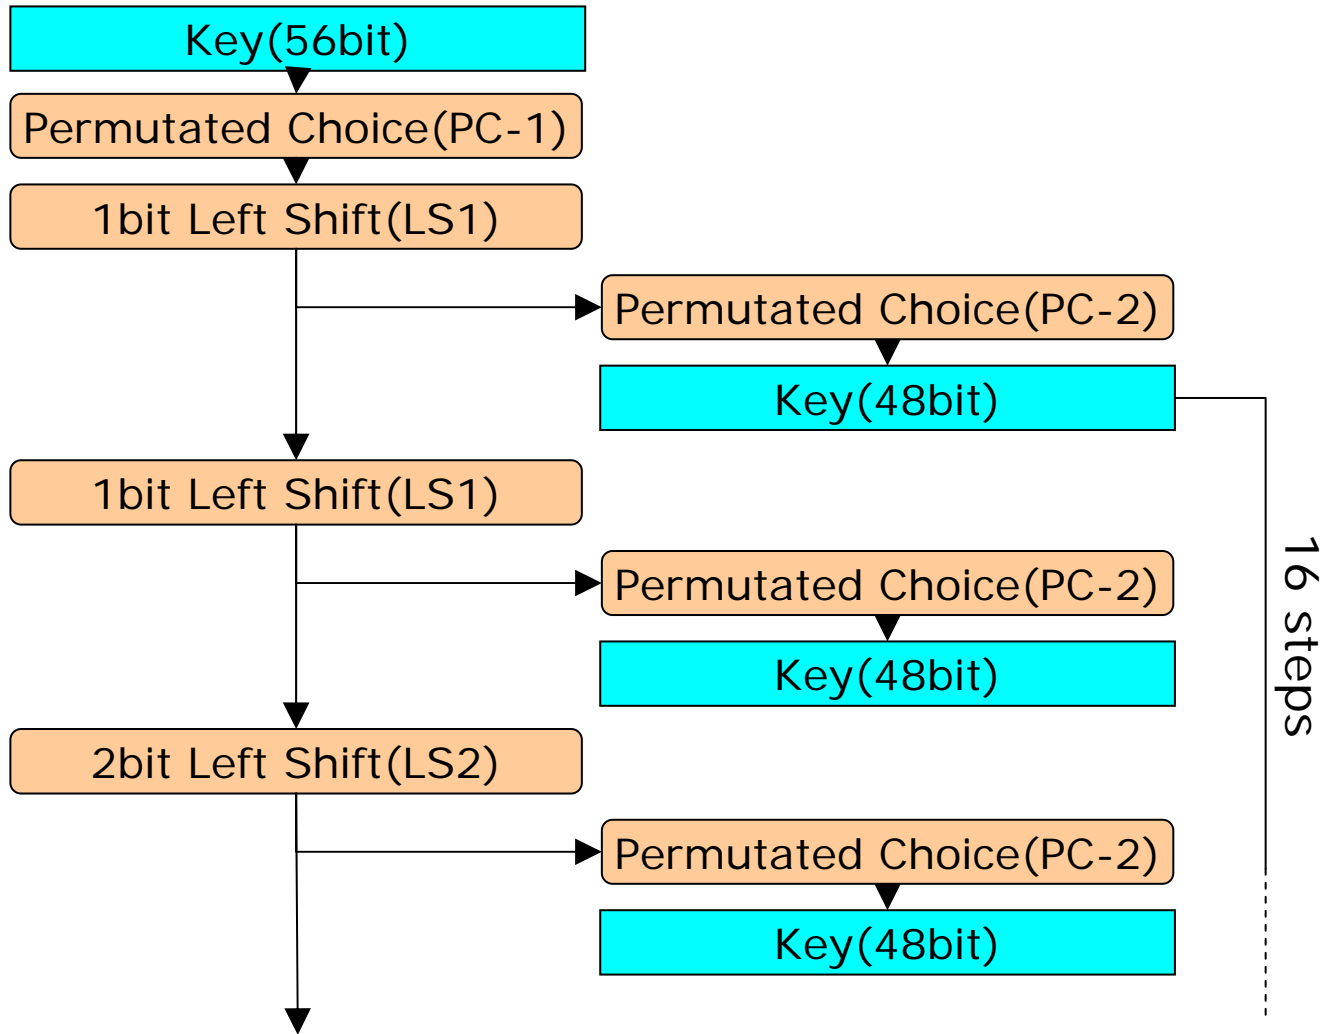 Key(56bit)
Permutated Choice(PC-1)
1bit Left Shift(LS1)
Permutated Choice(PC-2)
Key(48bit)
1bit Left Shift(LS1)
Permutated Choice(PC-2)
Key(48bit)
2bit Left Shift(LS2)
Permutated Choice(PC-2)
Key(48bit)
16 steps